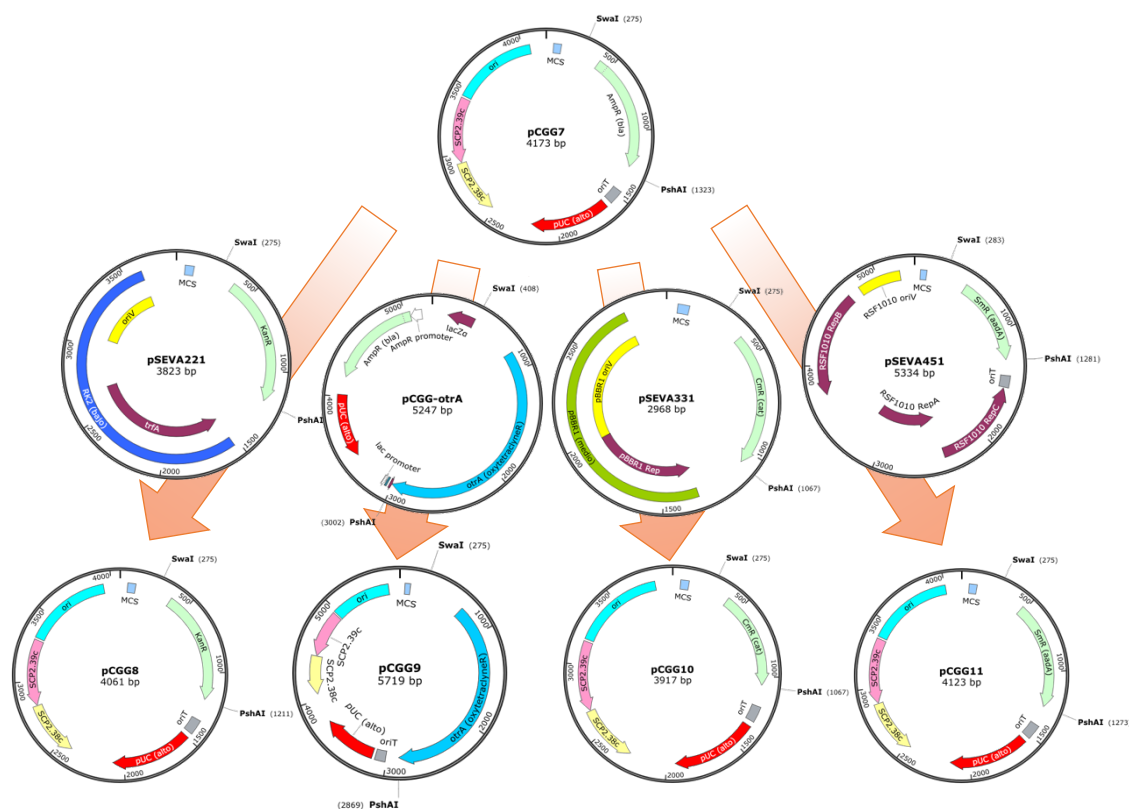 SwaI (275)
4000
500
ori
MCS
AmpR (bla)
3500
1000
SCP2.39c
pCGG7
4173 bp
3000
SCP2.38c
oriT
PshAI (1323)
1500
2500
pUC (alto)
2000
SwaI (275)
3500
500
MCS
oriV
KanR
3000
1000
pSEVA221
3823 bp
RK2 (bajo)
trfA
2500
PshAI
1500
2000
SwaI (408)
5000
lacZα
AmpR promoter
AmpR (bla)
1000
pCGG-otrA
5247 bp
4000
pUC (alto)
lac promoter
otrA (oxytetraclyneR)
2000
3000
(3002) PshAI
SwaI (275)
MCS
2500
500
pBBR1 oriV
CmR (cat)
pSEVA331
2968 bp
pBBR1 (medio)
pBBR1 Rep
2000
1000
PshAI (1067)
1500
SwaI (283)
5000
MCS
RSF1010 oriV
RSF1010 RepB
SmR (aadA)
1000
pSEVA451
5334 bp
PshAI (1281)
4000
oriT
RSF1010 RepA
RSF1010 RepC
2000
3000
SwaI (275)
4000
MCS
500
ori
3500
KanR
SCP2.39c
pCGG8
4061 bp
1000
3000
SCP2.38c
PshAI (1211)
oriT
1500
2500
pUC (alto)
2000
SwaI (275)
MCS
ori
5000
1000
SCP2.39c
SCP2.38c
pCGG9
5719 bp
4000
pUC (alto)
otrA (oxytetraclyneR)
2000
oriT
3000
(2869) PshAI
SwaI (275)
MCS
500
ori
3500
CmR (cat)
SCP2.39c
pCGG10
3917 bp
3000
1000
PshAI (1067)
SCP2.38c
oriT
2500
1500
pUC (alto)
2000
SwaI (275)
4000
MCS
500
ori
3500
SmR (aadA)
SCP2.39c
pCGG11
4123 bp
1000
3000
SCP2.38c
PshAI (1273)
oriT
1500
2500
pUC (alto)
2000